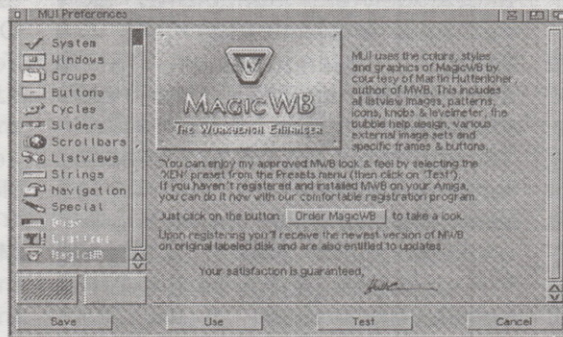 MUI Preferences
System
Windows
Groups
Buttons
Cycles
Sliders
Scrollbars
Listviews
Strings
Navigation
Special
Busy
MagicWB
MAGIC WB
THE WORKBENCH ENHANCER
MUI uses the colors, styles
and graphics of MagicWB by
courtesy of Martin Huttenloher,
author of MWB. This includes
all listview images, patterns,
icons, knobs & levelmeter, the
bubble help design, various
external image sets and
specific frames & buttons.
You can enjoy my approved MWB look & feel by selecting the
'XEN' preset from the Presets menu (then click on 'Test').
If you haven't registered and installed MWB on your Amiga,
you can do it now with our comfortable registration program.
Just click on the button Order MagicWB to take a look.
Upon registering you'll receive the newest version of MWB
on original labeled disk and are also entitled to updates.
Your satisfaction is guaranteed,
Save
Use
Test
Cancel